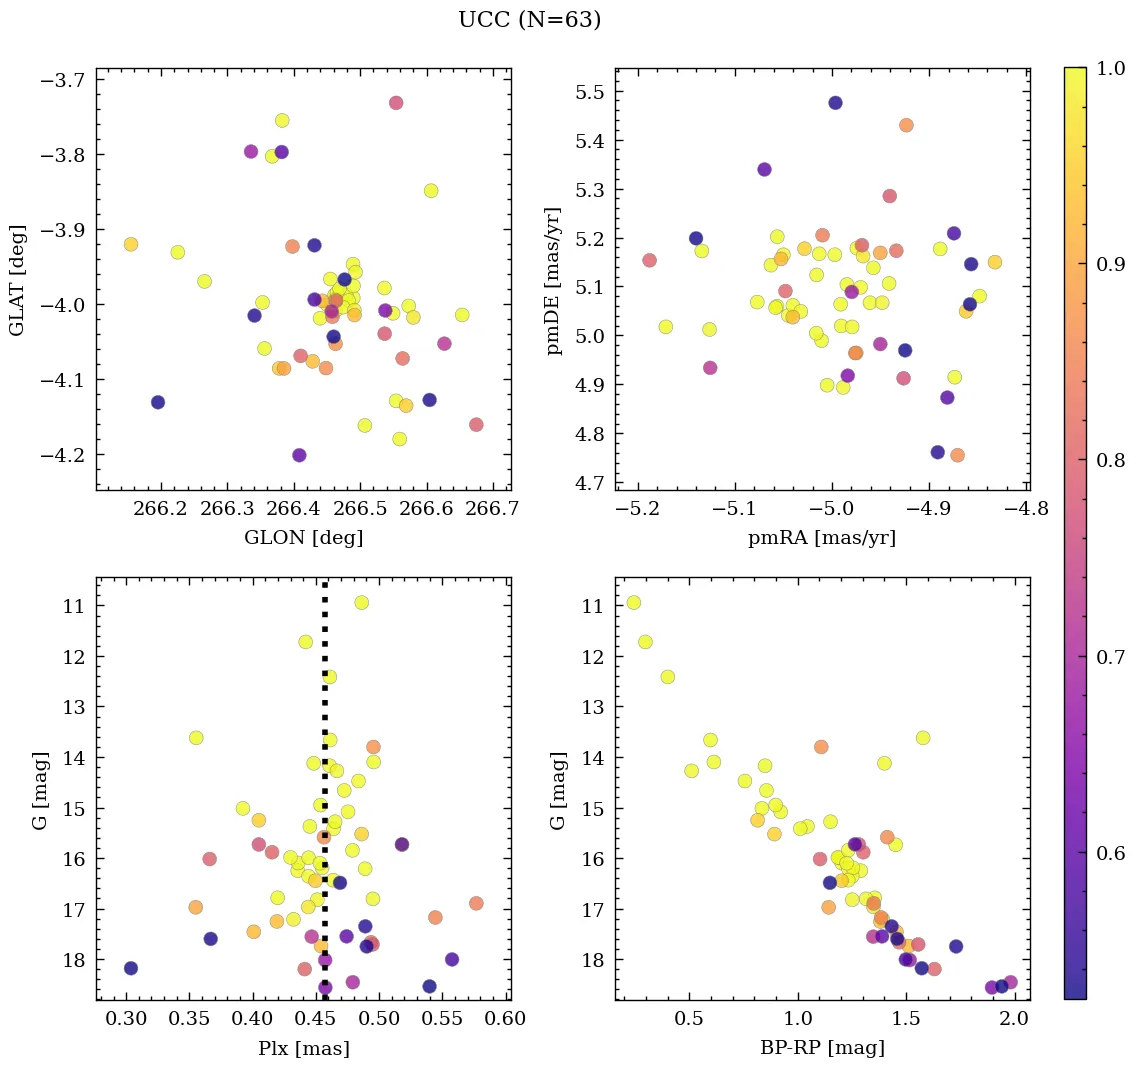 UCC (N=63)
−3.7
−3.8
−3.9
−4.0
−4.1
−4.2
GLAT [deg]
266.2 266.3 266.4 266.5 266.6 266.7
GLON [deg]
5.5
5.4
5.3
5.2
5.1
5.0
4.9
4.8
4.7
pmDE [mas/yr]
−5.2 −5.1 −5.0 −4.9 −4.8
pmRA [mas/yr]
1.0
0.9
0.8
0.7
0.6
11
12
13
14
15
16
17
18
G [mag]
0.30 0.35 0.40 0.45 0.50 0.55 0.60
Plx [mas]
11
12
13
14
15
16
17
18
G [mag]
0.5 1.0 1.5 2.0
BP-RP [mag]